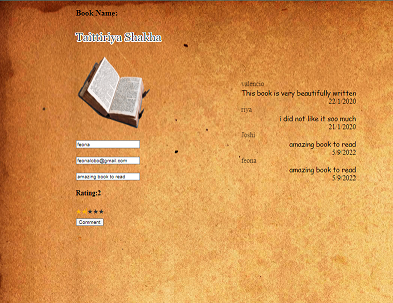 Book Name:
Taittiriya Shakha
valencio
This book is very beautifully written
22/1/2020
riya
i did not like it soo much
21/1/2020
Joshi
amazing book to read
5/9/2022
feona
amazing book to read
5/9/2022
feona
feonalobo@gmail.com
amazing book to read
Rating:2
Comment